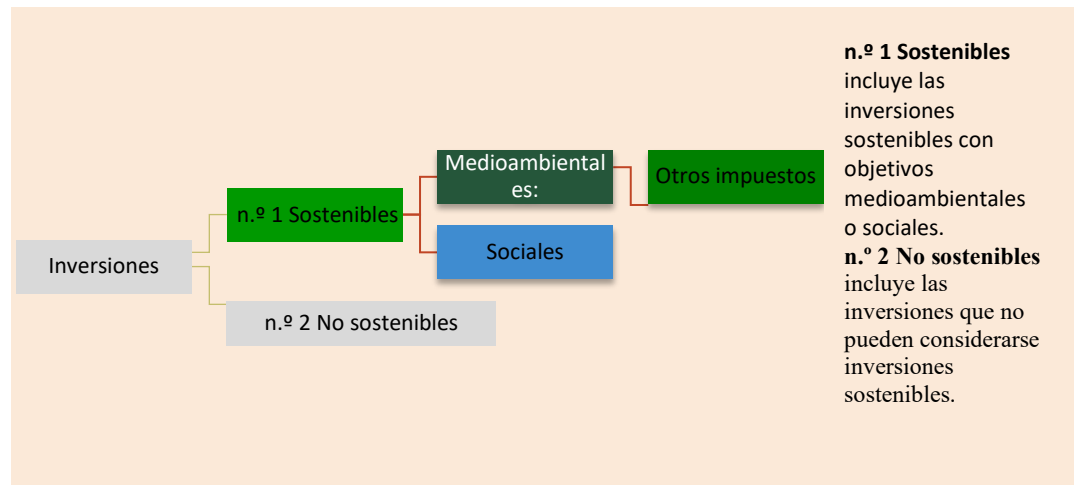 Inversiones
n.º 1 Sostenibles
n.º 2 No sostenibles
Medioambiental
es:
Sociales
Otros impuestos
n.º 1 Sostenibles
incluye las
inversiones
sostenibles con
objetivos
medioambientales
o sociales.
n.º 2 No sostenibles
incluye las
inversiones que no
pueden considerarse
inversiones
sostenibles.